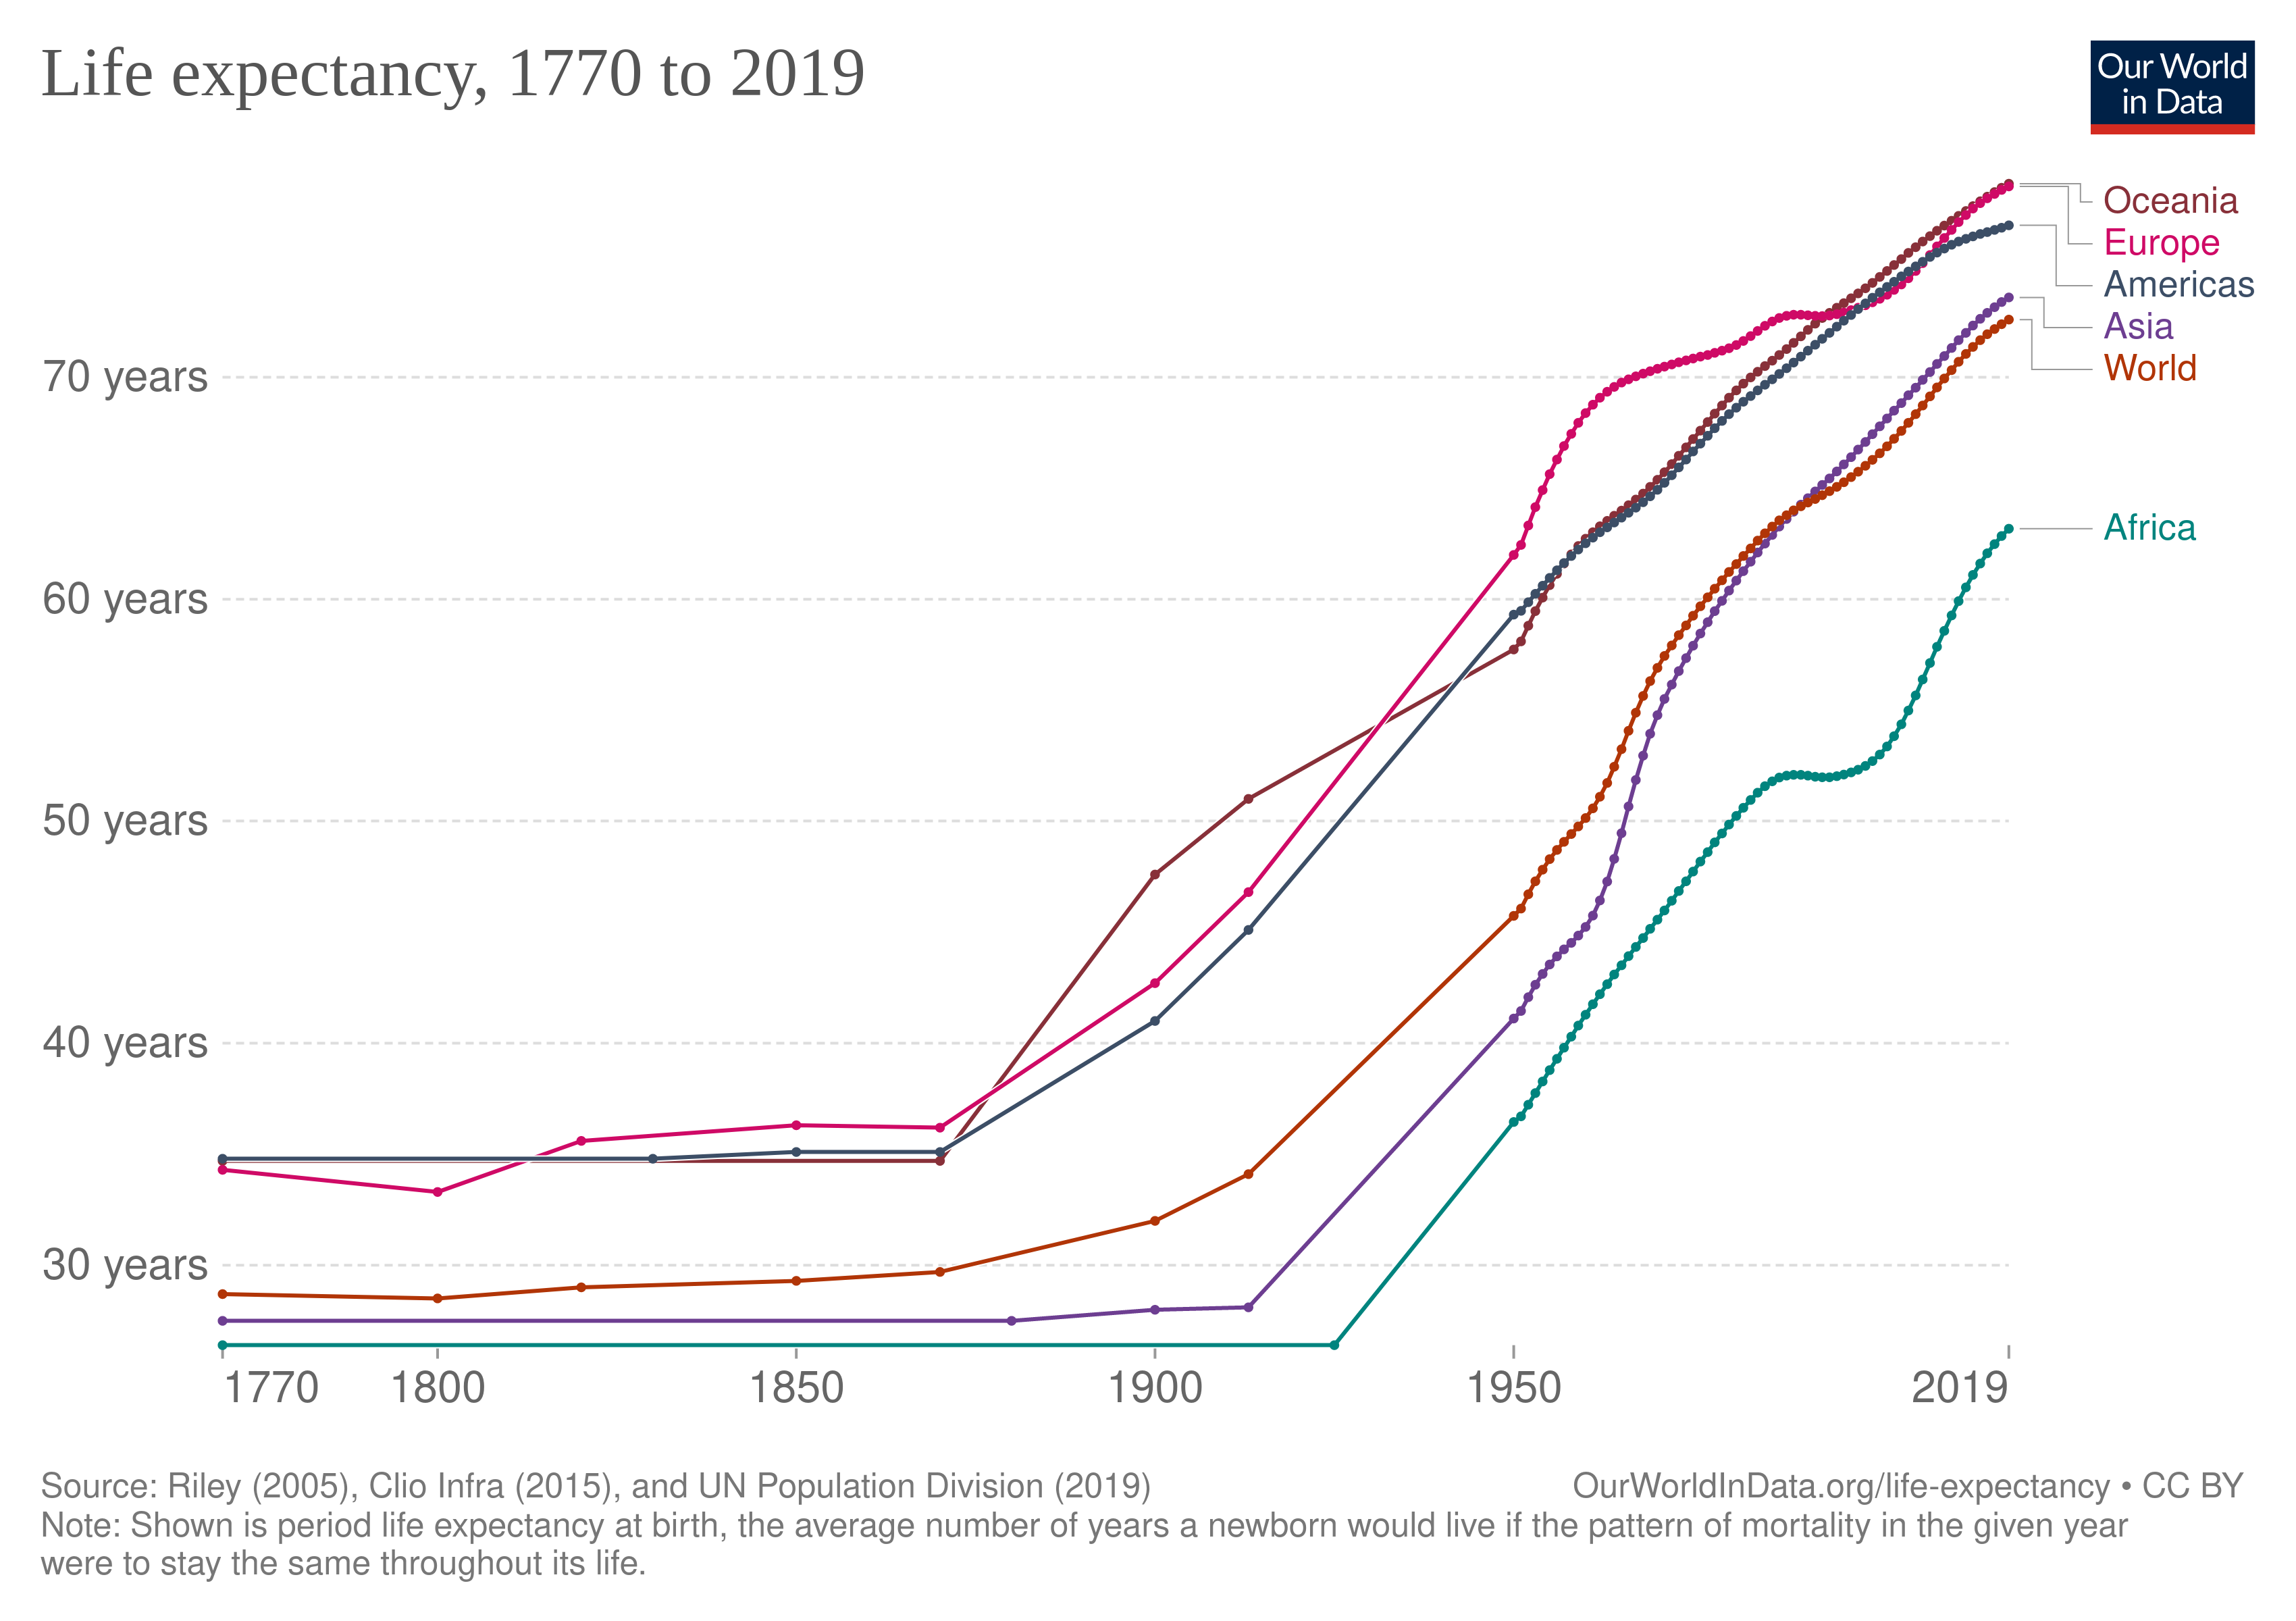 Life expectancy, 1770 to 2019
Our World
in Data
Oceania
Europe
Americas
Asia
World
Africa
70 years
60 years
50 years
40 years
30 years
1770
1800
1850
1900
1950
2019
Source: Riley (2005), Clio Infra (2015), and UN Population Division (2019)
OurWorldInData.org/life-expectancy • CC BY
Note: Shown is period life expectancy at birth, the average number of years a newborn would live if the pattern of mortality in the given year
were to stay the same throughout its life.